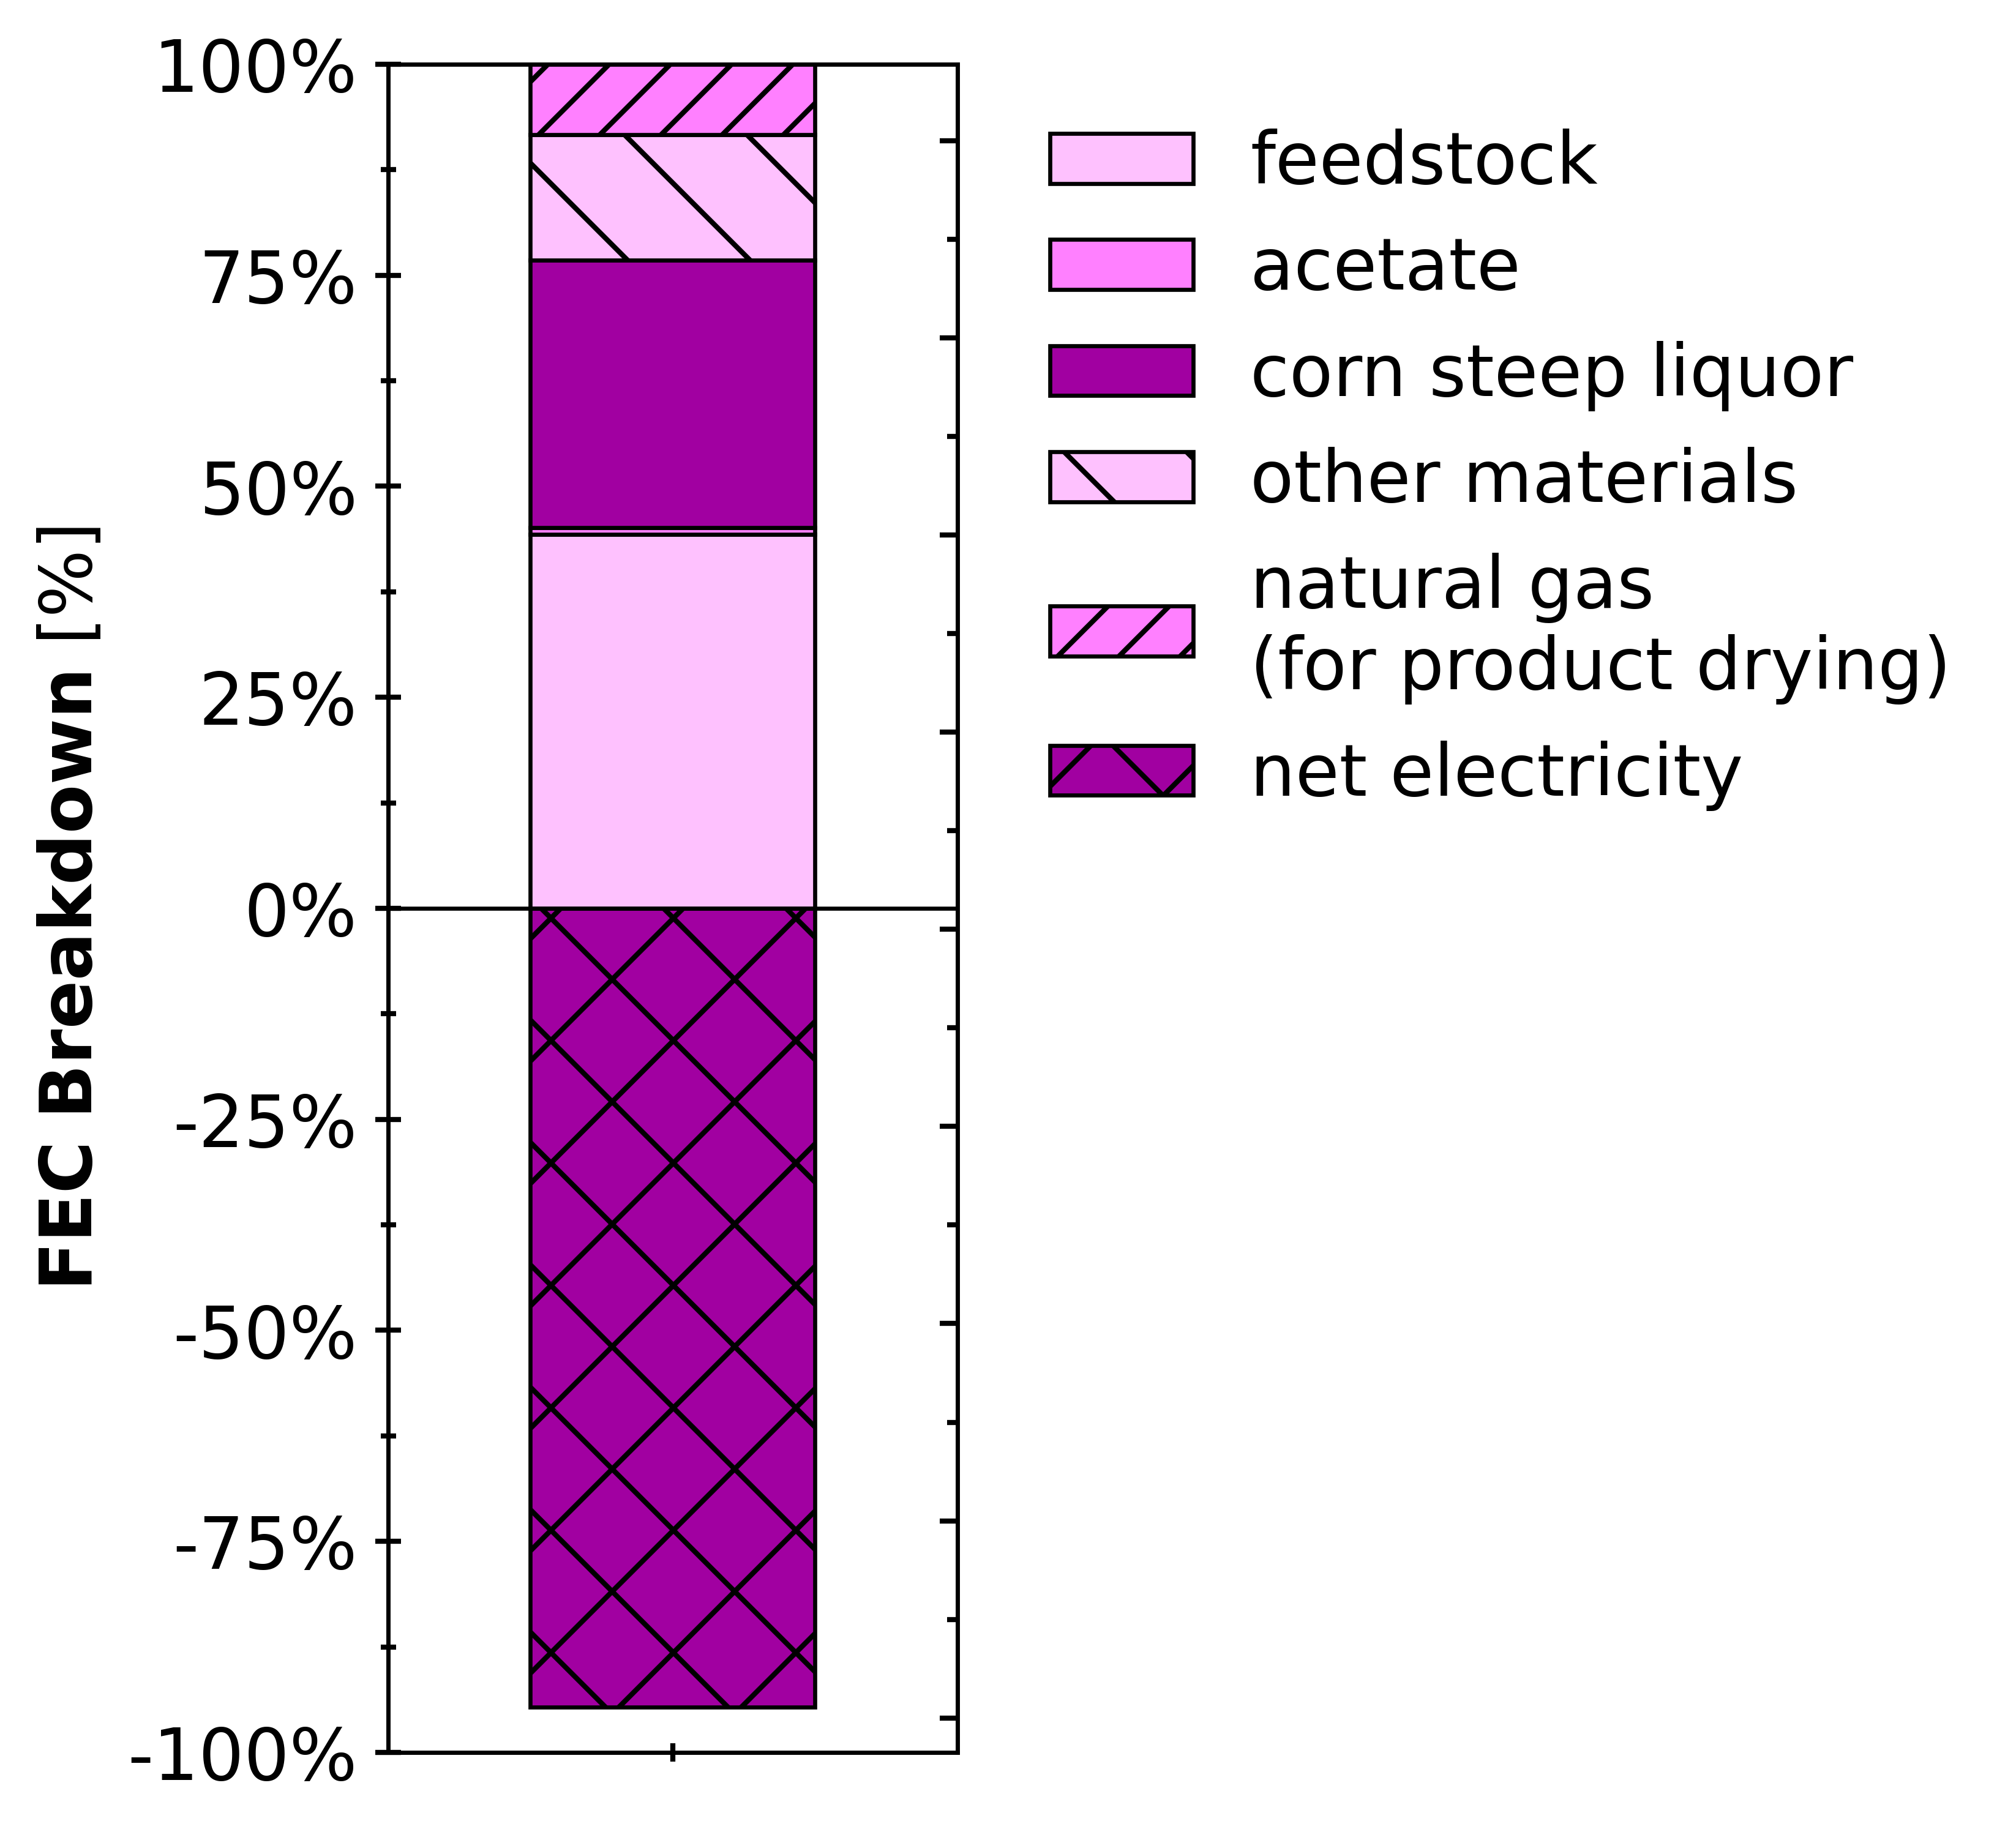 FEC Breakdown [%]
100%
75%
50%
25%
0%
-25%
-50%
-75%
-100%
feedstock
acetate
corn steep liquor
other materials
natural gas
(for product drying)
net electricity